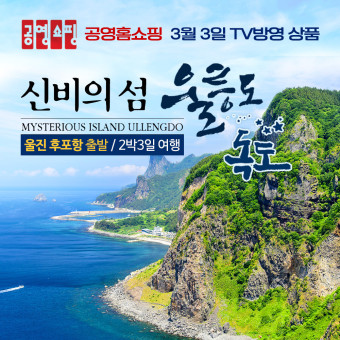 공영쇼핑 공영홈쇼핑 3월 3일 TV방영 상품
신비의 섬 울릉도
독도
MYSTERIOUS ISLAND ULLENGDO
울진 후포항 출발 / 2박3일 여행